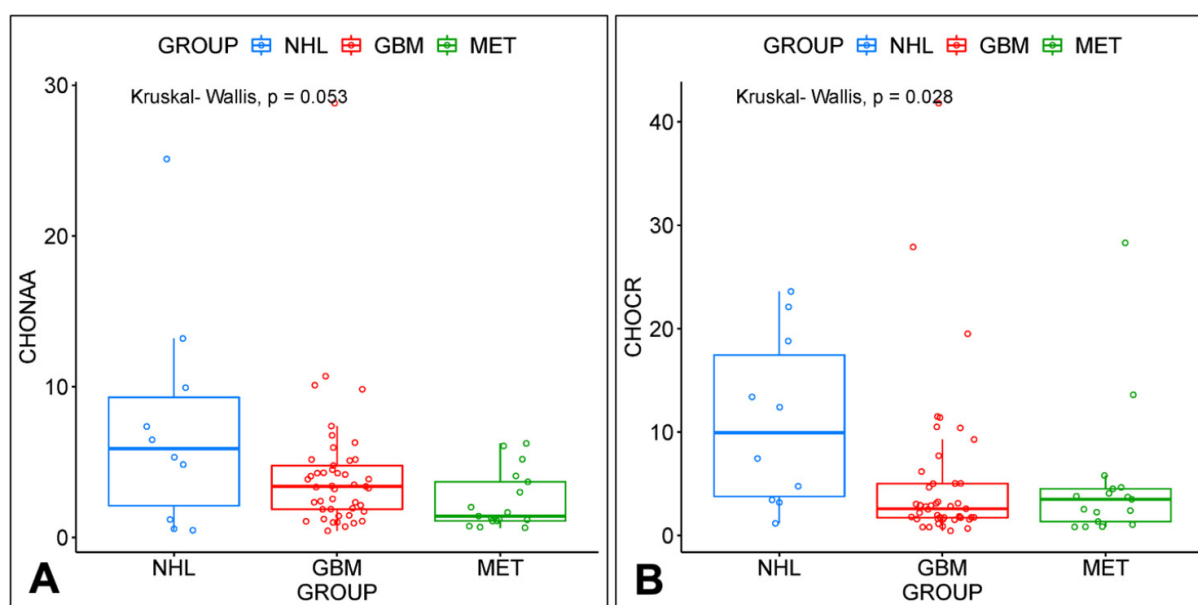 GROUP NHL GBM MET
Kruskal- Wallis, p = 0.053
CHONAA
30
20
10
0
NHL GBM MET
GROUP
A
GROUP NHL GBM MET
Kruskal- Wallis, p = 0.028
CHOCR
40
30
20
10
0
NHL GBM MET
GROUP
B